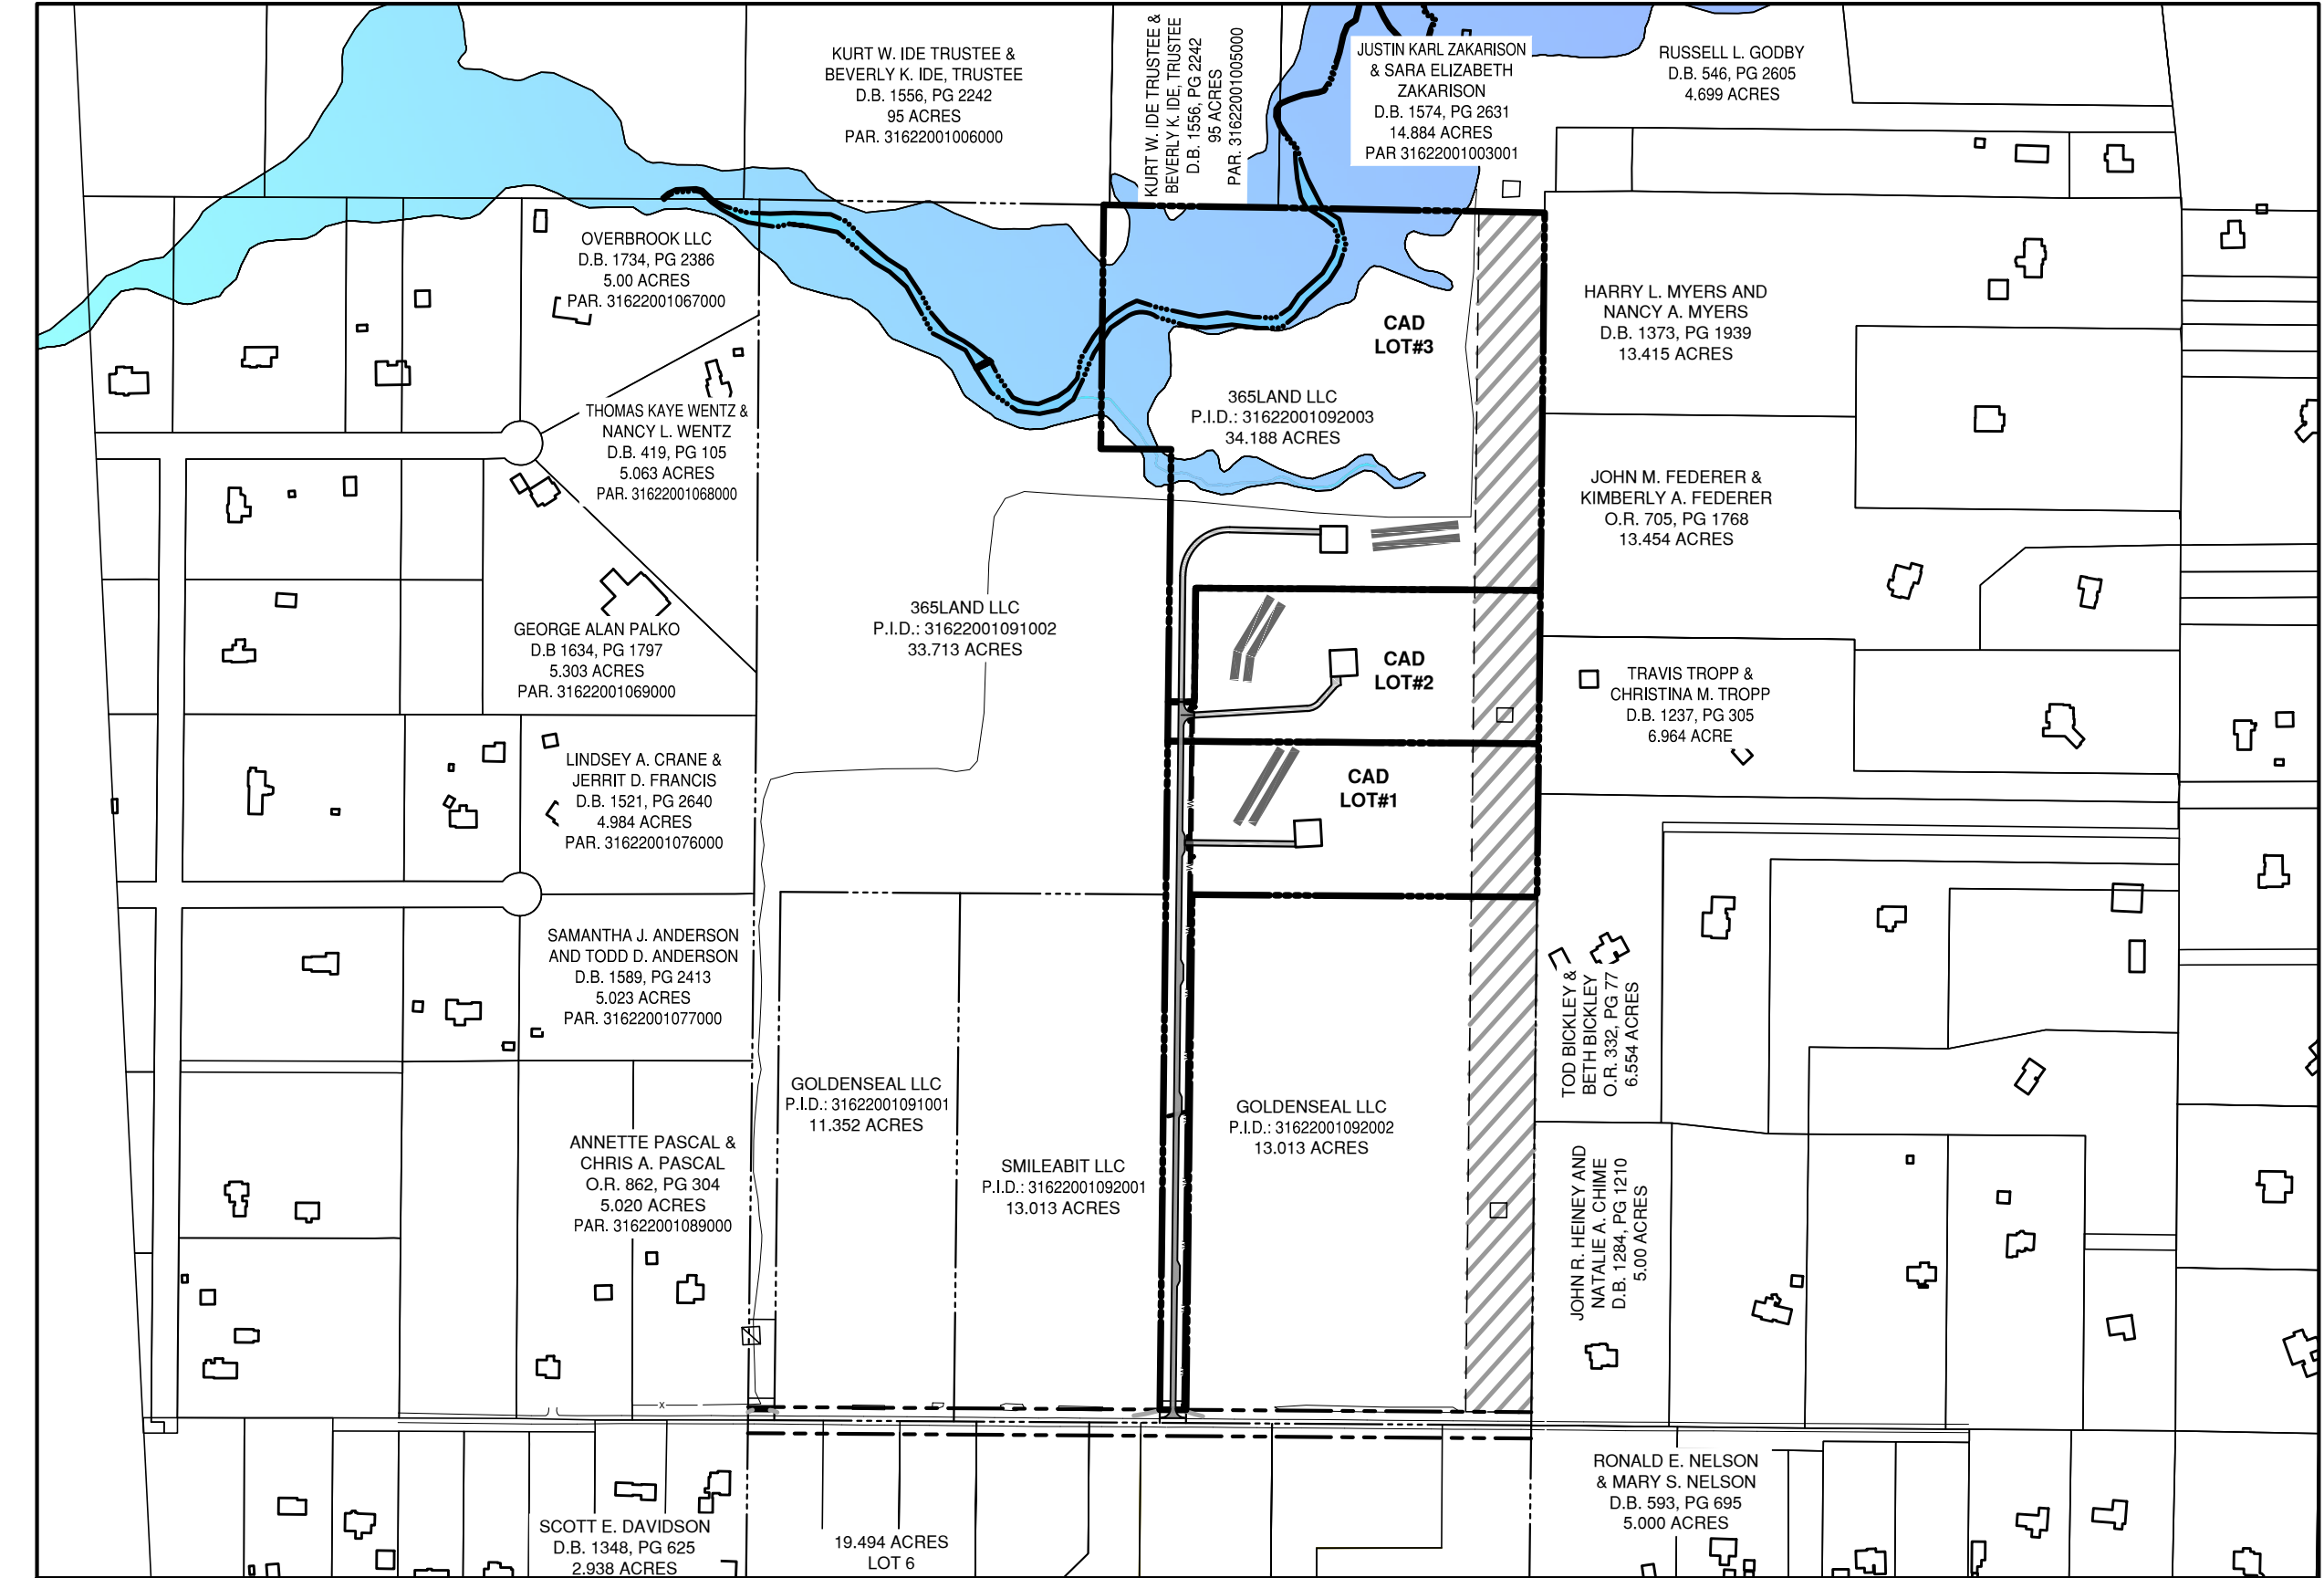 KURT W. IDE TRUSTEE &
BEVERLY K. IDE, TRUSTEE
D.B. 1556, PG 2242
95 ACRES
PAR. 31622001006000
KURT W. IDE TRUSTEE &
BEVERLY K. IDE, TRUSTEE
D.B. 1556, PG 2242
95 ACRES
PAR. 31622001005000
JUSTIN KARL ZAKARISON
& SARA ELIZABETH
ZAKARISON
D.B. 1574, PG 2631
14.884 ACRES
PAR 31622001003001
RUSSELL L. GODBY
D.B. 546, PG 2605
4.699 ACRES
OVERBROOK LLC
D.B. 1734, PG 2386
5.00 ACRES
PAR. 31622001067000
HARRY L. MYERS AND
NANCY A. MYERS
D.B. 1373, PG 1939
13.415 ACRES
CAD
LOT#3
365LAND LLC
P.I.D.: 31622001092003
34.188 ACRES
THOMAS KAYE WENTZ &
NANCY L. WENTZ
D.B. 419, PG 105
5.063 ACRES
PAR. 31622001068000
JOHN M. FEDERER &
KIMBERLY A. FEDERER
O.R. 705, PG 1768
13.454 ACRES
365LAND LLC
P.I.D.: 31622001091002
33.713 ACRES
GEORGE ALAN PALKO
D.B 1634, PG 1797
5.303 ACRES
PAR. 31622001069000
CAD
LOT#2
TRAVIS TROPP &
CHRISTINA M. TROPP
D.B. 1237, PG 305
6.964 ACRE
LINDSEY A. CRANE &
JERRIT D. FRANCIS
D.B. 1521, PG 2640
4.984 ACRES
PAR. 31622001076000
CAD
LOT#1
SAMANTHA J. ANDERSON
AND TODD D. ANDERSON
D.B. 1589, PG 2413
5.023 ACRES
PAR. 31622001077000
TOD BICKLEY &
BETH BICKLEY
O.R. 332, PG 77
6.554 ACRES
GOLDENSEAL LLC
P.I.D.: 31622001091001
11.352 ACRES
GOLDENSEAL LLC
P.I.D.: 31622001092002
13.013 ACRES
ANNETTE PASCAL &
CHRIS A. PASCAL
O.R. 862, PG 304
5.020 ACRES
PAR. 31622001089000
SMILEABIT LLC
P.I.D.: 31622001092001
13.013 ACRES
JOHN R. HEINEY AND
NATALIE A. CHIME
D.B. 1284, PG 1210
5.00 ACRES
x
RONALD E. NELSON
& MARY S. NELSON
D.B. 593, PG 695
5.000 ACRES
SCOTT E. DAVIDSON
D.B. 1348, PG 625
2.938 ACRES
19.494 ACRES
LOT 6